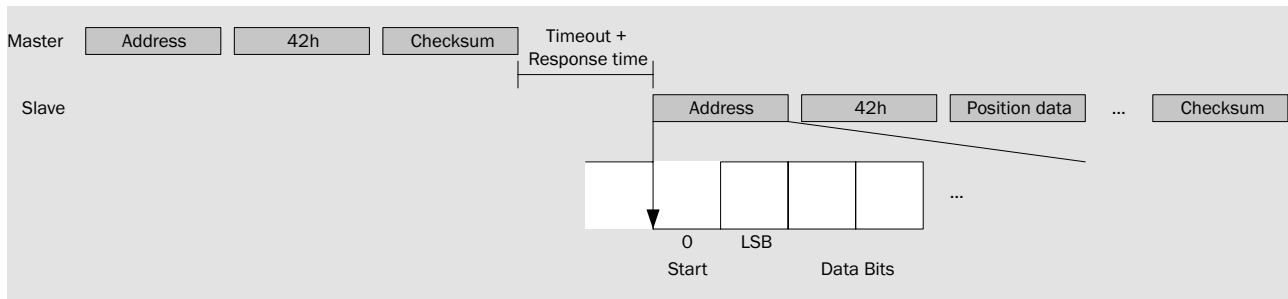 Master Address 42h Checksum Timeout +
Response time
Slave Address 42h Position data ... Checksum
...
0 LSB
Start Data Bits